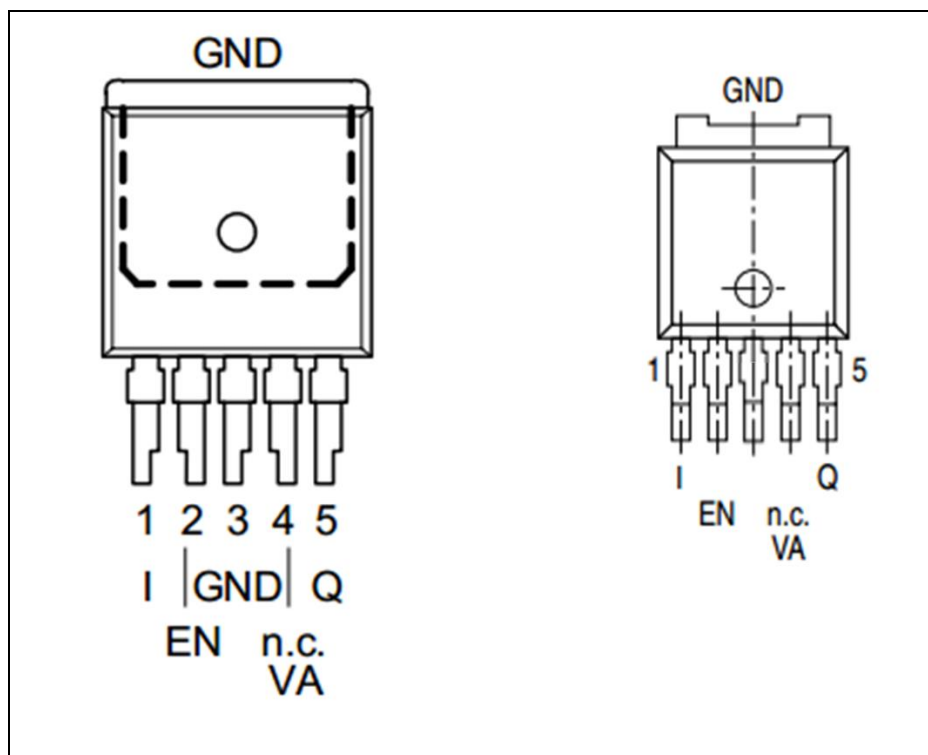 GND
1 2 3 4 5
I GND Q
EN n.c.
VA
GND
1 5
I Q
EN n.c.
VA